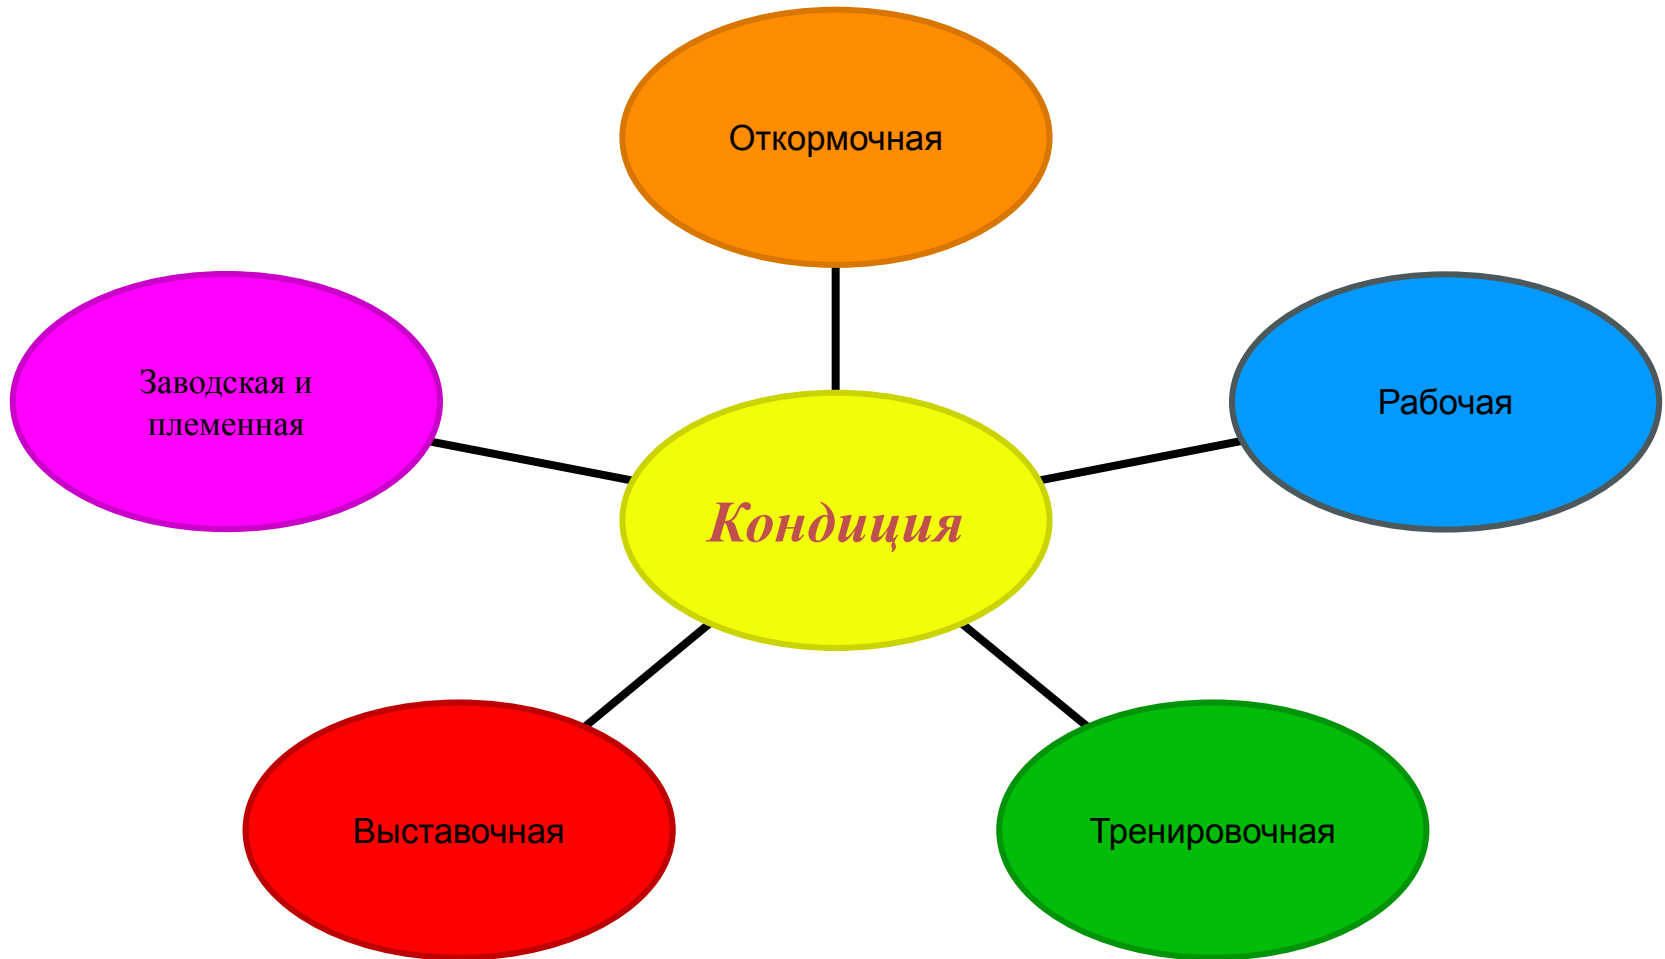 Откормочная
Заводская и
племенная
Рабочая
Кондиция
Выставочная
Тренировочная